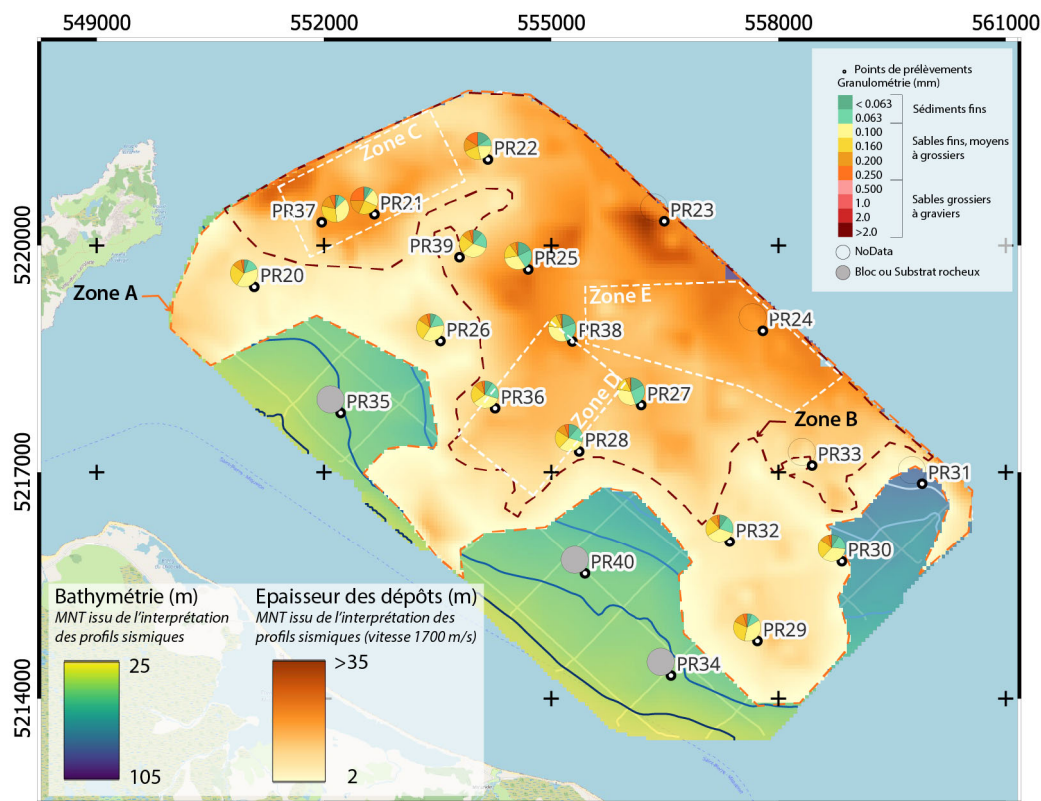 549000 552000 555000 558000 561000
5220000
5217000
5214000
Points de prélèvements
Granulométrie (mm)
< 0.063
0.063
0.100
0.160
0.200
0.250
0.500
1.0
2.0
>2.0
Sédiments fins
Sables fins, moyens
à grossiers
Sables grossiers
à graviers
NoData
Bloc ou Substrat rocheux
Zone C
PR22
PR37
PR21
PR23
PR39
PR25
PR20
Zone A
Zone E
PR24
PR26
PR38
PR35
PR36
Zone D
PR27
Zone B
PR28
PR33
PR31
PR32
PR30
PR40
PR29
PR34
Bathymétrie (m)
MNT issu de l'interprétation
des profils sismiques
25
105
Epaisseur des dépôts (m)
MNT issu de l'interprétation des
profils sismiques (vitesse 1700 m/s)
>35
2